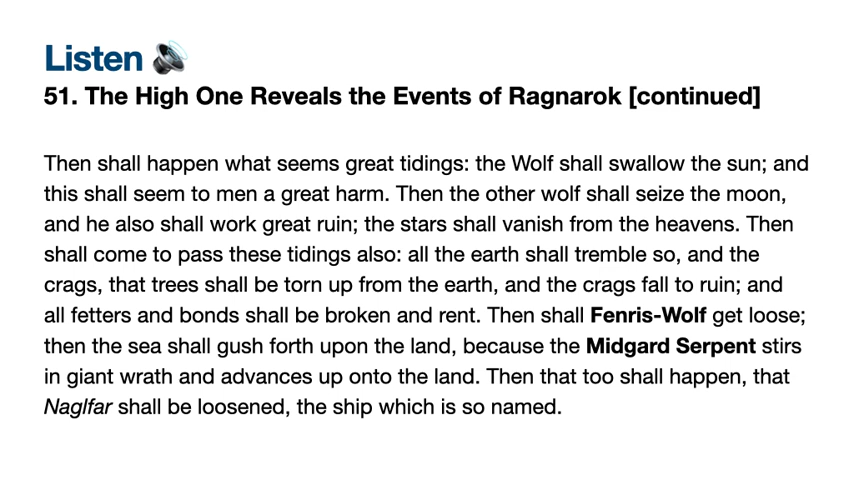 Listen
51. The High One Reveals the Events of Ragnarok [continued]
Then shall happen what seems great tidings: the Wolf shall swallow the sun; and
this shall seem to men a great harm. Then the other wolf shall seize the moon,
and he also shall work great ruin; the stars shall vanish from the heavens. Then
shall come to pass these tidings also: all the earth shall tremble so, and the
crags, that trees shall be torn up from the earth, and the crags fall to ruin; and
all fetters and bonds shall be broken and rent. Then shall Fenris-Wolf get loose;
then the sea shall gush forth upon the land, because the Midgard Serpent stirs
in giant wrath and advances up onto the land. Then that too shall happen, that
Naglfar shall be loosened, the ship which is so named.